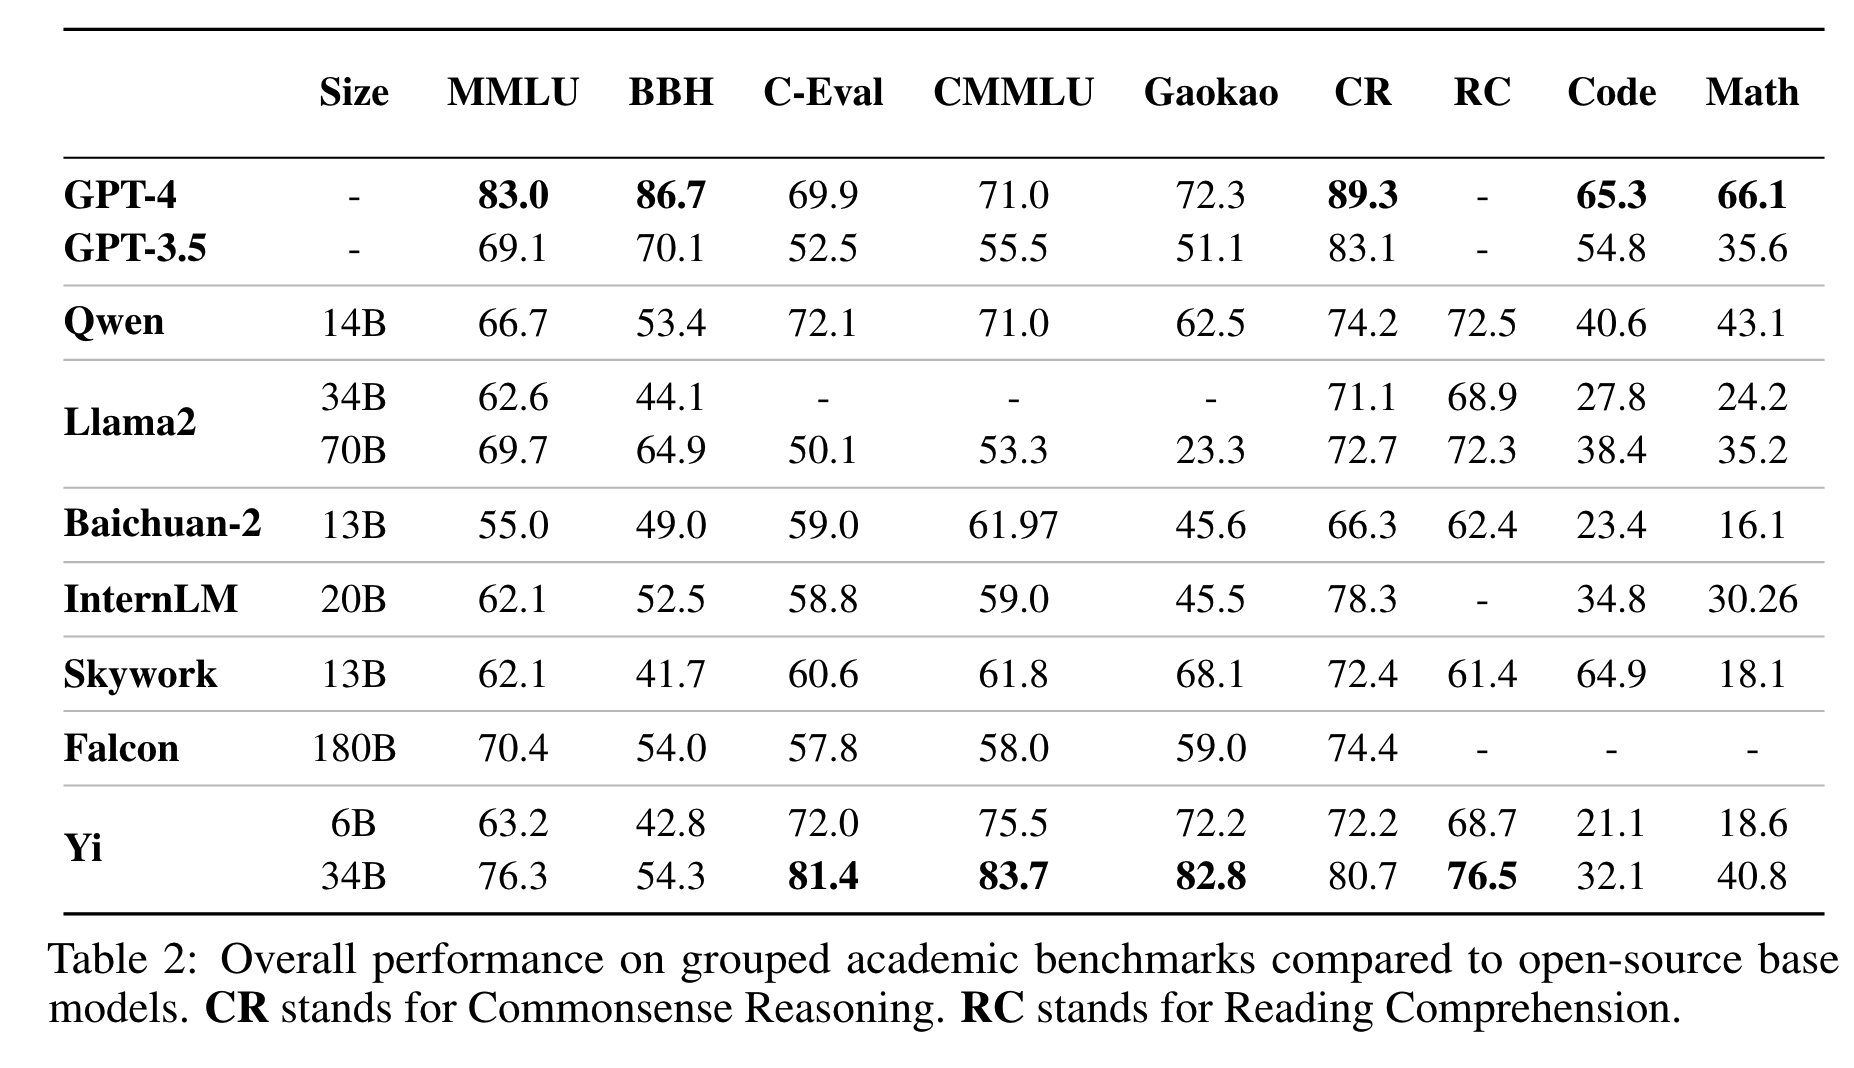 Size MMLU BBH C-Eval CMMLU Gaokao CR RC Code Math
GPT-4 - 83.0 86.7 69.9 71.0 72.3 89.3 - 65.3 66.1
GPT-3.5 - 69.1 70.1 52.5 55.5 51.1 83.1 - 54.8 35.6
Qwen 14B 66.7 53.4 72.1 71.0 62.5 74.2 72.5 40.6 43.1
Llama2
34B 62.6 44.1 - - - 71.1 68.9 27.8 24.2
70B 69.7 64.9 50.1 53.3 23.3 72.7 72.3 38.4 35.2
Baichuan-2 13B 55.0 49.0 59.0 61.97 45.6 66.3 62.4 23.4 16.1
InternLM 20B 62.1 52.5 58.8 59.0 45.5 78.3 - 34.8 30.26
Skywork 13B 62.1 41.7 60.6 61.8 68.1 72.4 61.4 64.9 18.1
Falcon 180B 70.4 54.0 57.8 58.0 59.0 74.4 - - -
Yi
6B 63.2 42.8 72.0 75.5 72.2 72.2 68.7 21.1 18.6
34B 76.3 54.3 81.4 83.7 82.8 80.7 76.5 32.1 40.8
Table 2: Overall performance on grouped academic benchmarks compared to open-source base
models. CR stands for Commonsense Reasoning. RC stands for Reading Comprehension.